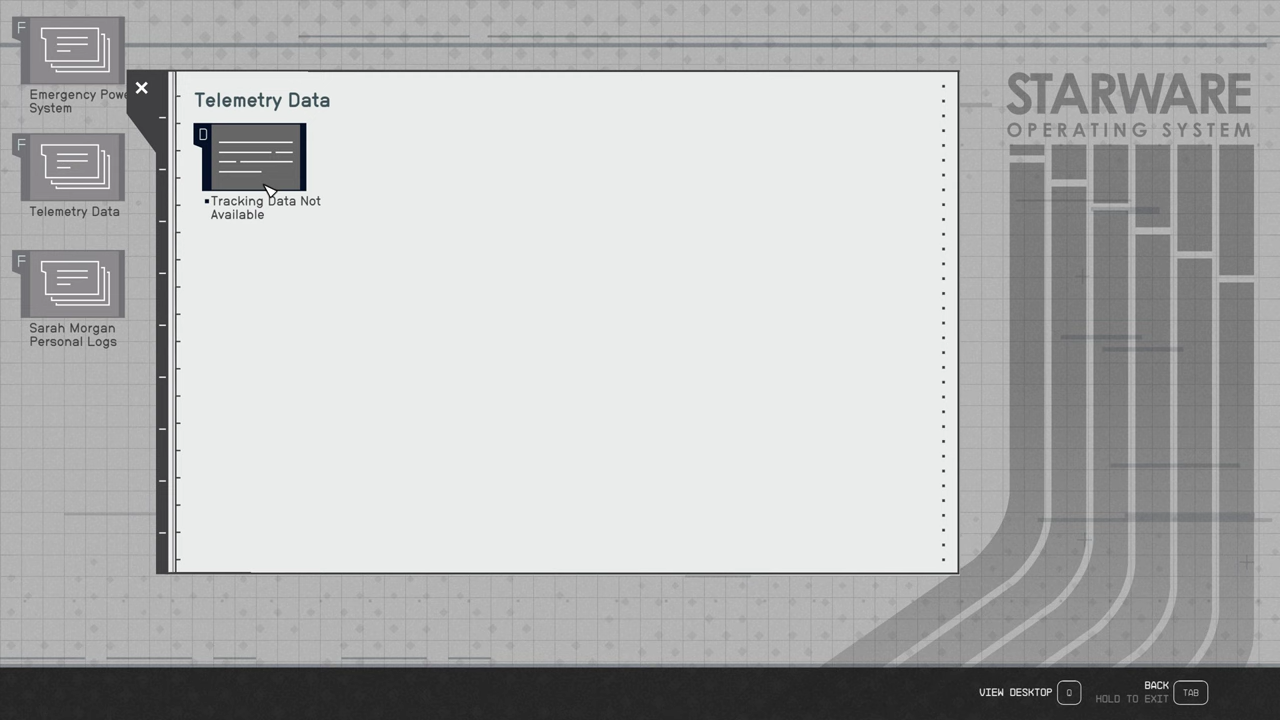 F
Emergency Powe
System
F
Telemetry Data
F
Sarah Morgan
Personal Logs
Telemetry Data
D
Tracking Data Not
Available
STARWARE
OPERATING SYSTEM
VIEW DESKTOP Q
BACK
HOLD TO EXIT TAB